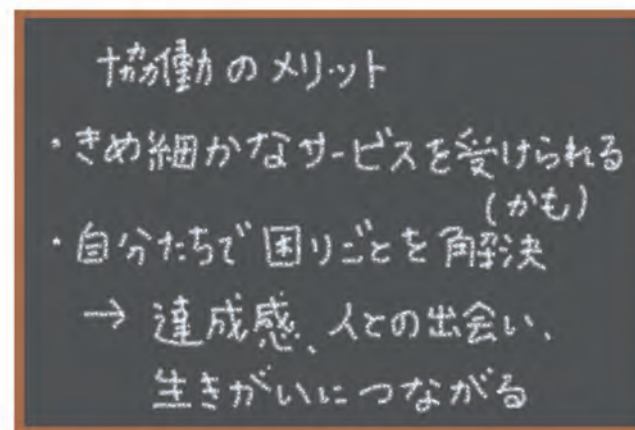 協働のメリット
・きめ細かなサービスを受けられる
(かも)
・自分たちで困りごとを解決
→ 達成感、人との出会い、
生きがいにつながる